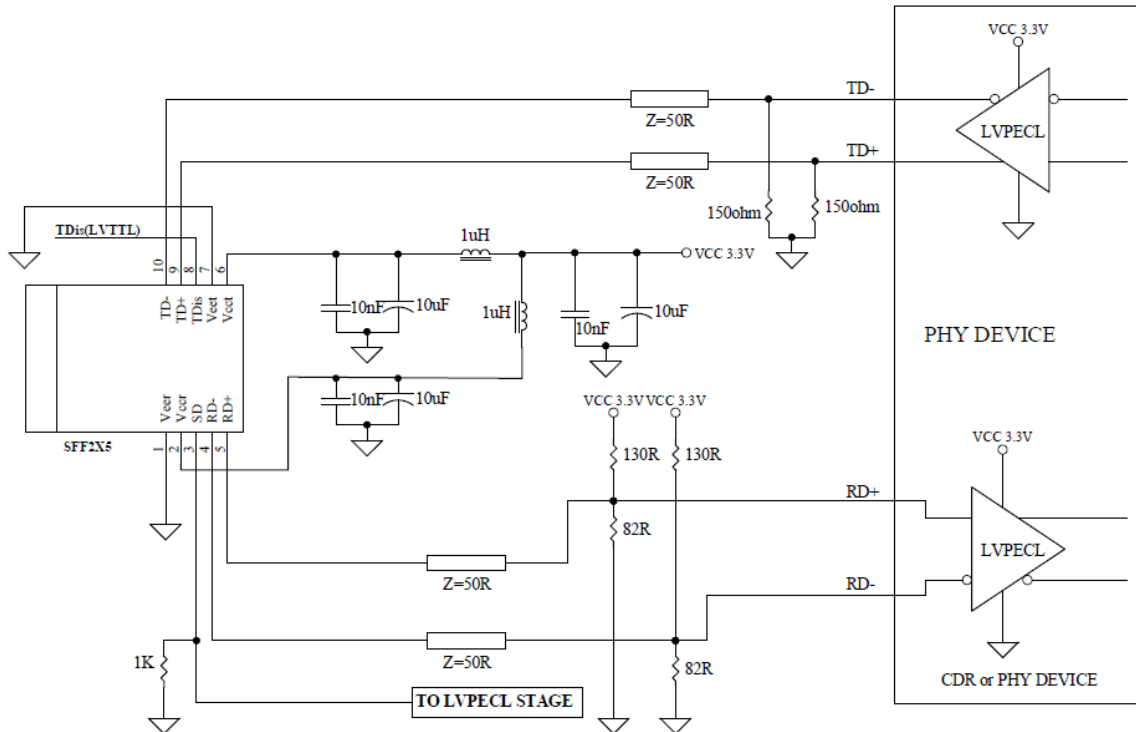 VCC 3.3V
TD-
Z=50R
LVPECL
TD+
Z=50R
150ohm
150ohm
TDis(LVTTL)
1uH
VCC 3.3V
10
9
8
7
6
TD-
TD+
TDis
Veet
Vcct
10nF
10uF
1uH
10nF
10uF
PHY DEVICE
10nF
10uF
Veer
Vccr
SD
RD-
RD+
SFF2X5
1
2
3
4
5
VCC 3.3V
VCC 3.3V
VCC 3.3V
130R
130R
RD+
82R
LVPECL
Z=50R
RD-
1K
Z=50R
82R
CDR or PHY DEVICE
TO LVPECL STAGE